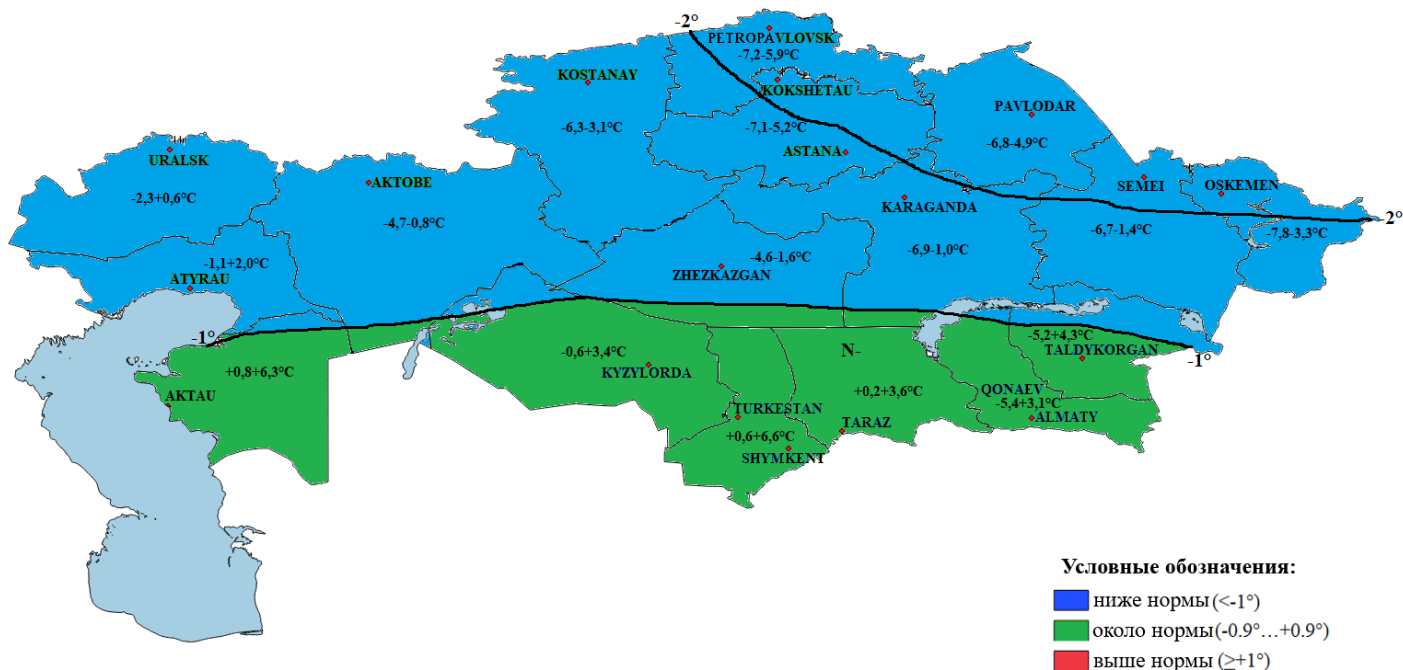 -2°
PETROPAVLOVSK
-7,2-5,9°C
KOSTANAY
KOKSHETAU
PAVLODAR
-6,3-3,1°C
-7,1-5,2°C
-6,8-4,9°C
URALSK
ASTANA
AKTOBE
SEMEI
OSKEMEN
-2,3+0,6°C
-4,7-0,8°C
KARAGANDA
-6,9-1,0°C
-6,7-1,4°C
-7,8-3,3°C
-2°
-1,1+2,0°C
ATYRAU
-4,6-1,6°C
ZHEZKAZGAN
-1°
-5,2+4,3°C
TALDYKORGAN
-1°
N-
-0,6+3,4°C
KYZYLORDA
+0,8+6,3°C
AKTAU
+0,2+3,6°C
QONAEV
-5,4+3,1°C
ALMATY
TURKESTAN
TARAZ
+0,6+6,6°C
SHYMKENT
Условные обозначения:
ниже нормы (<-1°)
около нормы (-0.9°…+0.9°)
выше нормы (≥+1°)